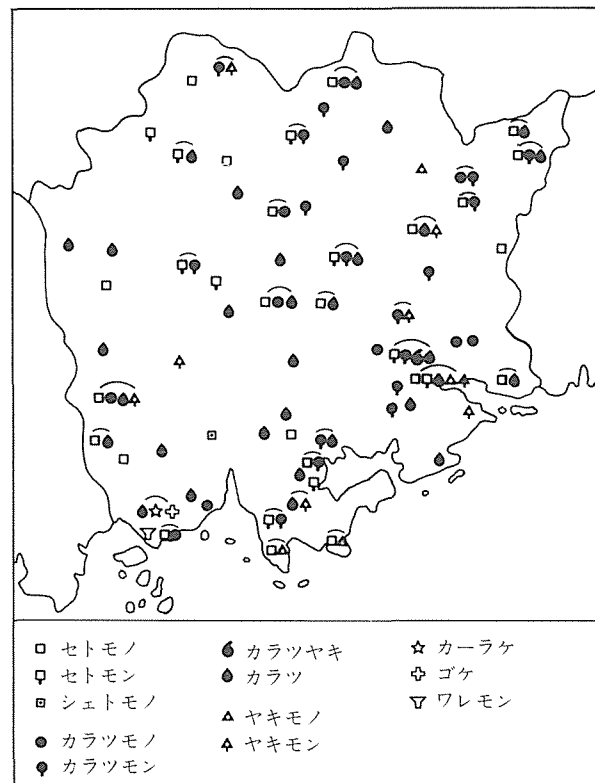 セトモノ
セトモン
シェトモノ
カラツモノ
カラツモン
カラツヤキ
カラツ
ヤキモノ
ヤキモン
カーラケ
ゴケ
ワレモン